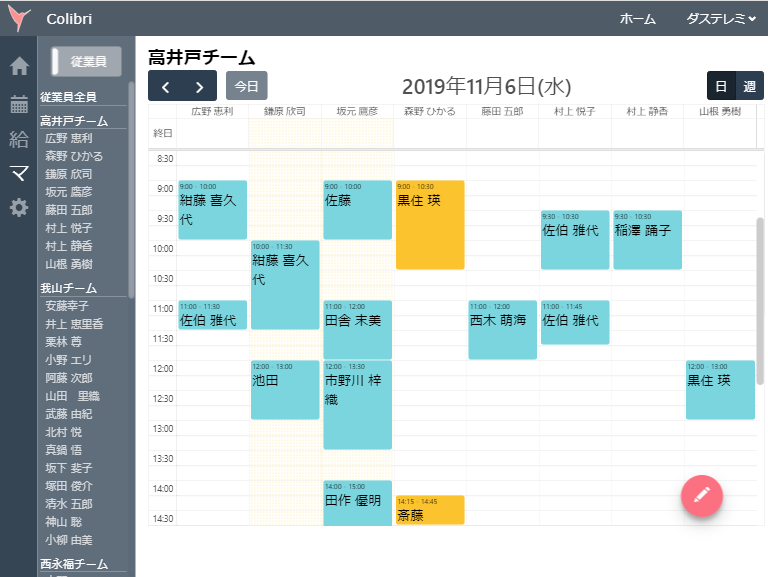 Colibri
ホーム
ダステレミ
従業員
従業員全員
高井戸チーム
広野 恵利
森野 ひかる
鎌原 欣司
坂元 鷹彦
藤田 五郎
村上 悦子
村上 静香
山根 勇樹
我山チーム
安藤幸子
井上 恵里香
栗林 尊
小野 エリ
阿藤 次郎
山田 里織
武藤 由紀
北村 悦
真鍋 悟
坂下 斐子
塚田 俊介
清水 五郎
神山 聡
小柳 由美
西永福チーム
給
マ
高井戸チーム
今日
2019年11月6日(水)
日
週
広野 恵利
鎌原 欣司
坂元 鷹彦
森野 ひかる
藤田 五郎
村上 悦子
村上 静香
山根 勇樹
終日
8:30
9:00
9:30
10:00
10:30
11:00
11:30
12:00
12:30
13:00
13:30
14:00
14:30
9:00 - 10:00
紺藤 喜久
代
11:00 - 11:30
佐伯 雅代
10:00 - 11:30
紺藤 喜久
代
12:00 - 13:00
池田
9:00 - 10:00
佐藤
11:00 - 12:00
田舎 末美
12:00 - 13:30
市野川 梓
織
14:00 - 15:00
田作 優明
9:00 - 10:30
黒住 瑛
14:15 - 14:45
斎藤
11:00 - 12:00
西木 萌海
9:30 - 10:30
佐伯 雅代
11:00 - 11:45
佐伯 雅代
9:30 - 10:30
稲澤 踊子
12:00 - 13:00
黒住 瑛